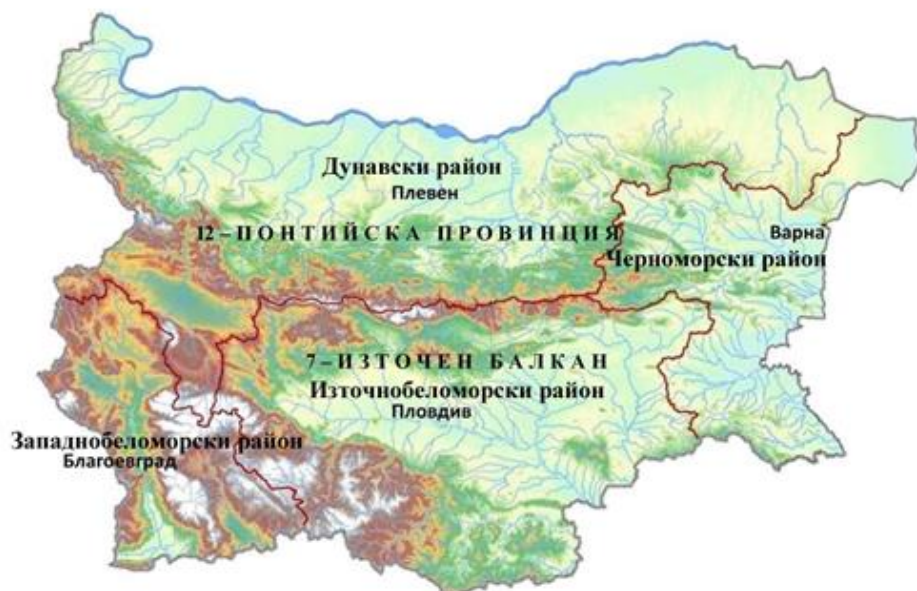 Дунавски район
Плевен
12 – ПОНТИЙСКА ПРОВИНЦИЯ
Варна
Черноморски район
7 – ИЗТОЧЕН БАЛКАН
Източнобеломорски район
Пловдив
Западнобеломорски район
Благоевград